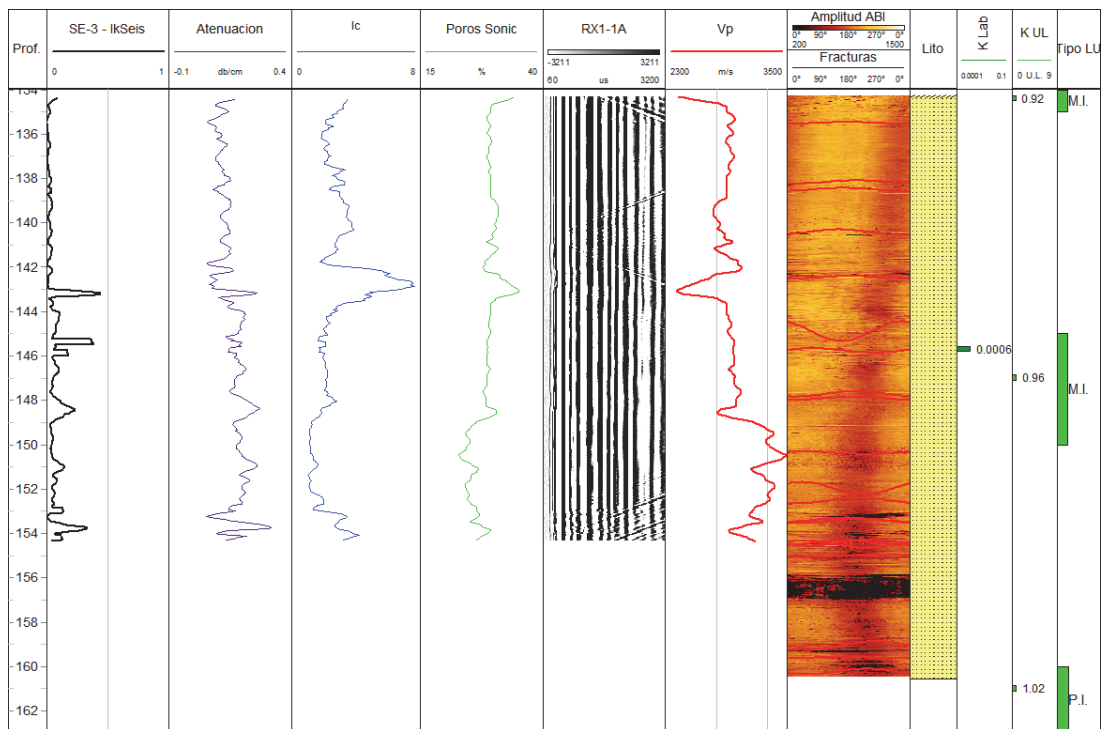 Prof.
SE-3 - IkSeis
0 1
Atenuacion
-0.1 db/cm 0.4
Ic
0 8
Poros Sonic
15 % 40
RX1-1A
-3211 3211
60 us 3200
Vp
2300 m/s 3500
Amplitud ABI
0° 90° 180° 270° 0°
200 1500
Fracturas
0° 90° 180° 270° 0°
Lito
K Lab
0.0001 0.1
K UL
0 U.L. 9
Tipo LU
134
136
138
140
142
144
146
148
150
152
154
156
158
160
162
0.0006
0.92
0.96
1.02
M.I.
M.I.
P.I.